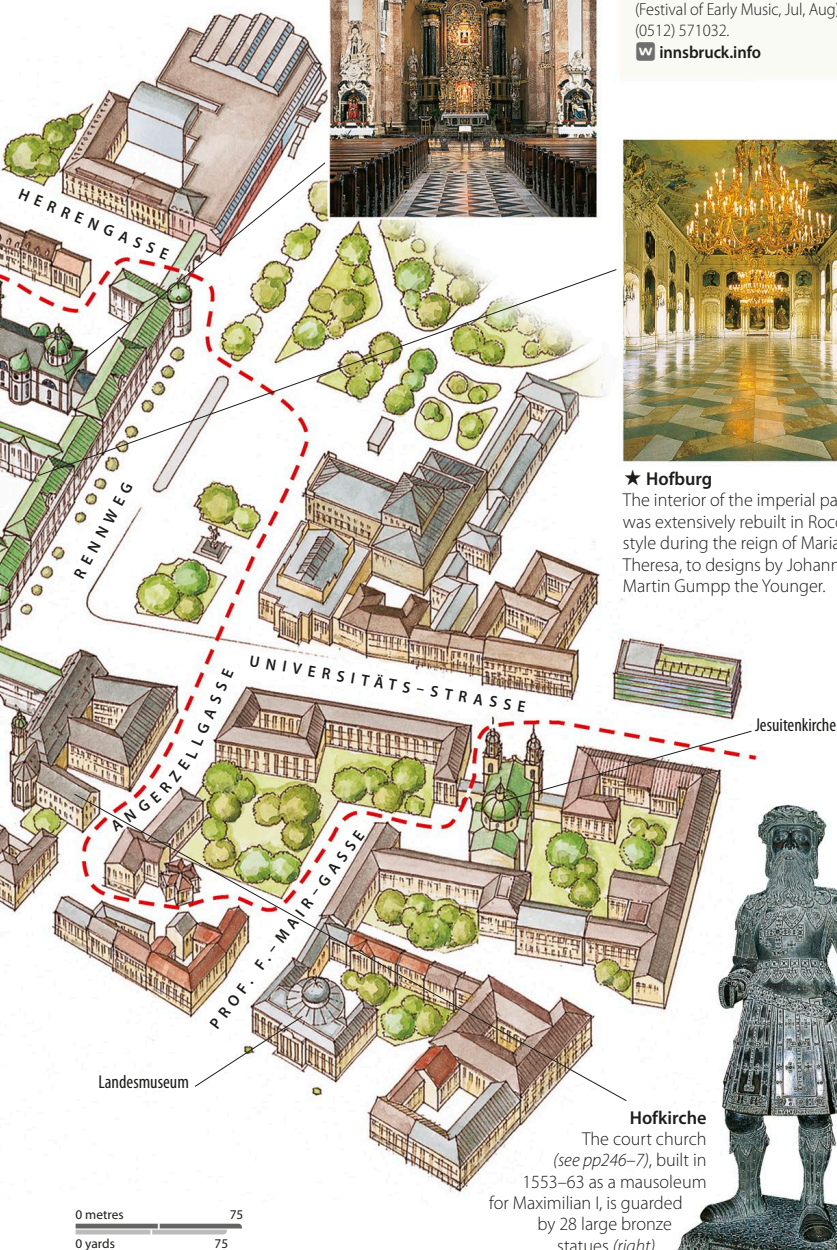 (Festival of Early Music, Jul, Aug)
(0512) 571032.
w innsbruck.info
HERRENGASSE
★ Hofburg
The interior of the imperial pa
was extensively rebuilt in Roco
style during the reign of Maria
Theresa, to designs by Johann
Martin Gumpp the Younger.
RENNWEG
UNIVERSITÄTS-STRASSE
ANGERZELLGASSE
Jesuitenkirche
PROF. F.-MAIR-GASSE
Landesmuseum
Hofkirche
The court church
(see pp246–7), built in
1553–63 as a mausoleum
for Maximilian I, is guarded
by 28 large bronze
statues (right)
0 metres 75
0 yards 75